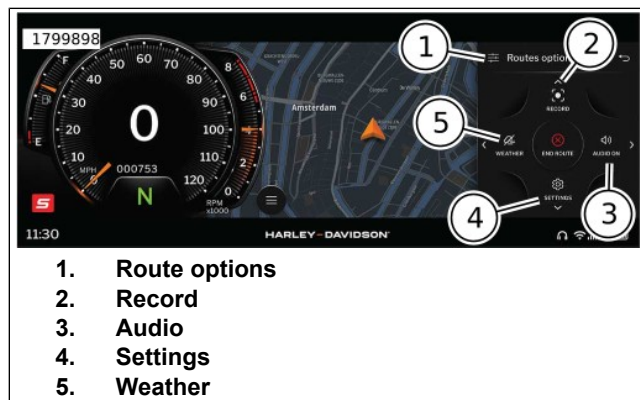 1799898
1
Routes option
2
F
E
10
20
30
40
50
60
70
80
90
100
110
120
MPH
0
000753
N
8
6
4
2
0
RPM
x1000
Amsterdam
RECORD
5
WEATHER
END ROUTE
AUDIO ON
SETTINGS
4
3
11:30
HARLEY-DAVIDSON
1. Route options
2. Record
3. Audio
4. Settings
5. Weather